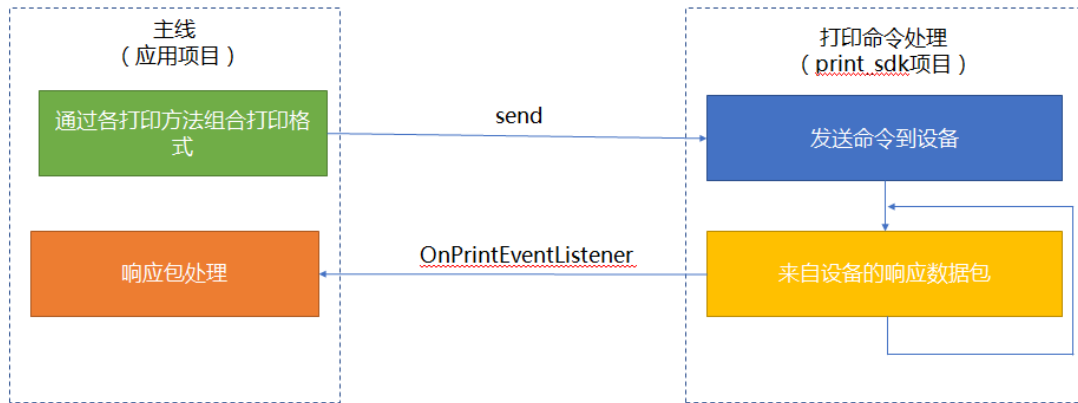 主线
（应用项目）
通过各打印方法组合打印格
式
响应包处理
send
OnPrintEventListener
打印命令处理
（print_sdk项目）
发送命令到设备
来自设备的响应数据包